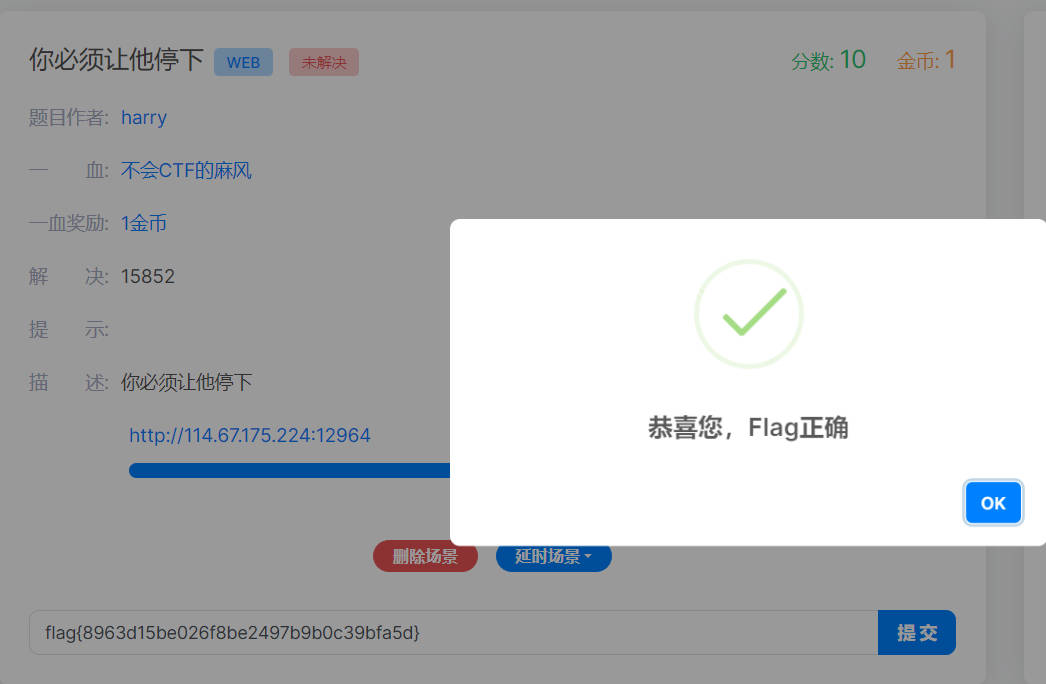 你必须让他停下 WEB 未解决 分数: 10 金币: 1
题目作者: harry
一 血: 不会CTF的麻风
一血奖励: 1金币
解 决: 15852
提 示:
描 述: 你必须让他停下
http://114.67.175.224:12964
恭喜您，Flag正确
OK
删除场景 延时场景
flag{8963d15be026f8be2497b9b0c39bfa5d} 提交